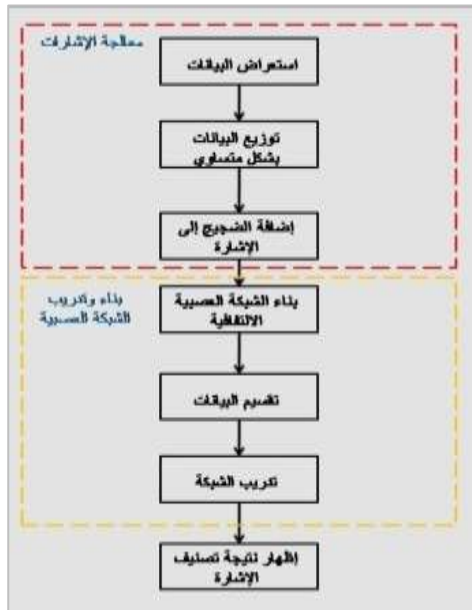 معالجة الإشارات
استعراض البيانات
توزيع البيانات
بشكل متساوي
إضافة الضجيج إلى
الإشارة
بناء وتدريب
الشبكة العصبية
بناء الشبكة العصبية
الالتفافية
تقسيم البيانات
تدريب الشبكة
إظهار نتيجة تصنيف
الإشارة